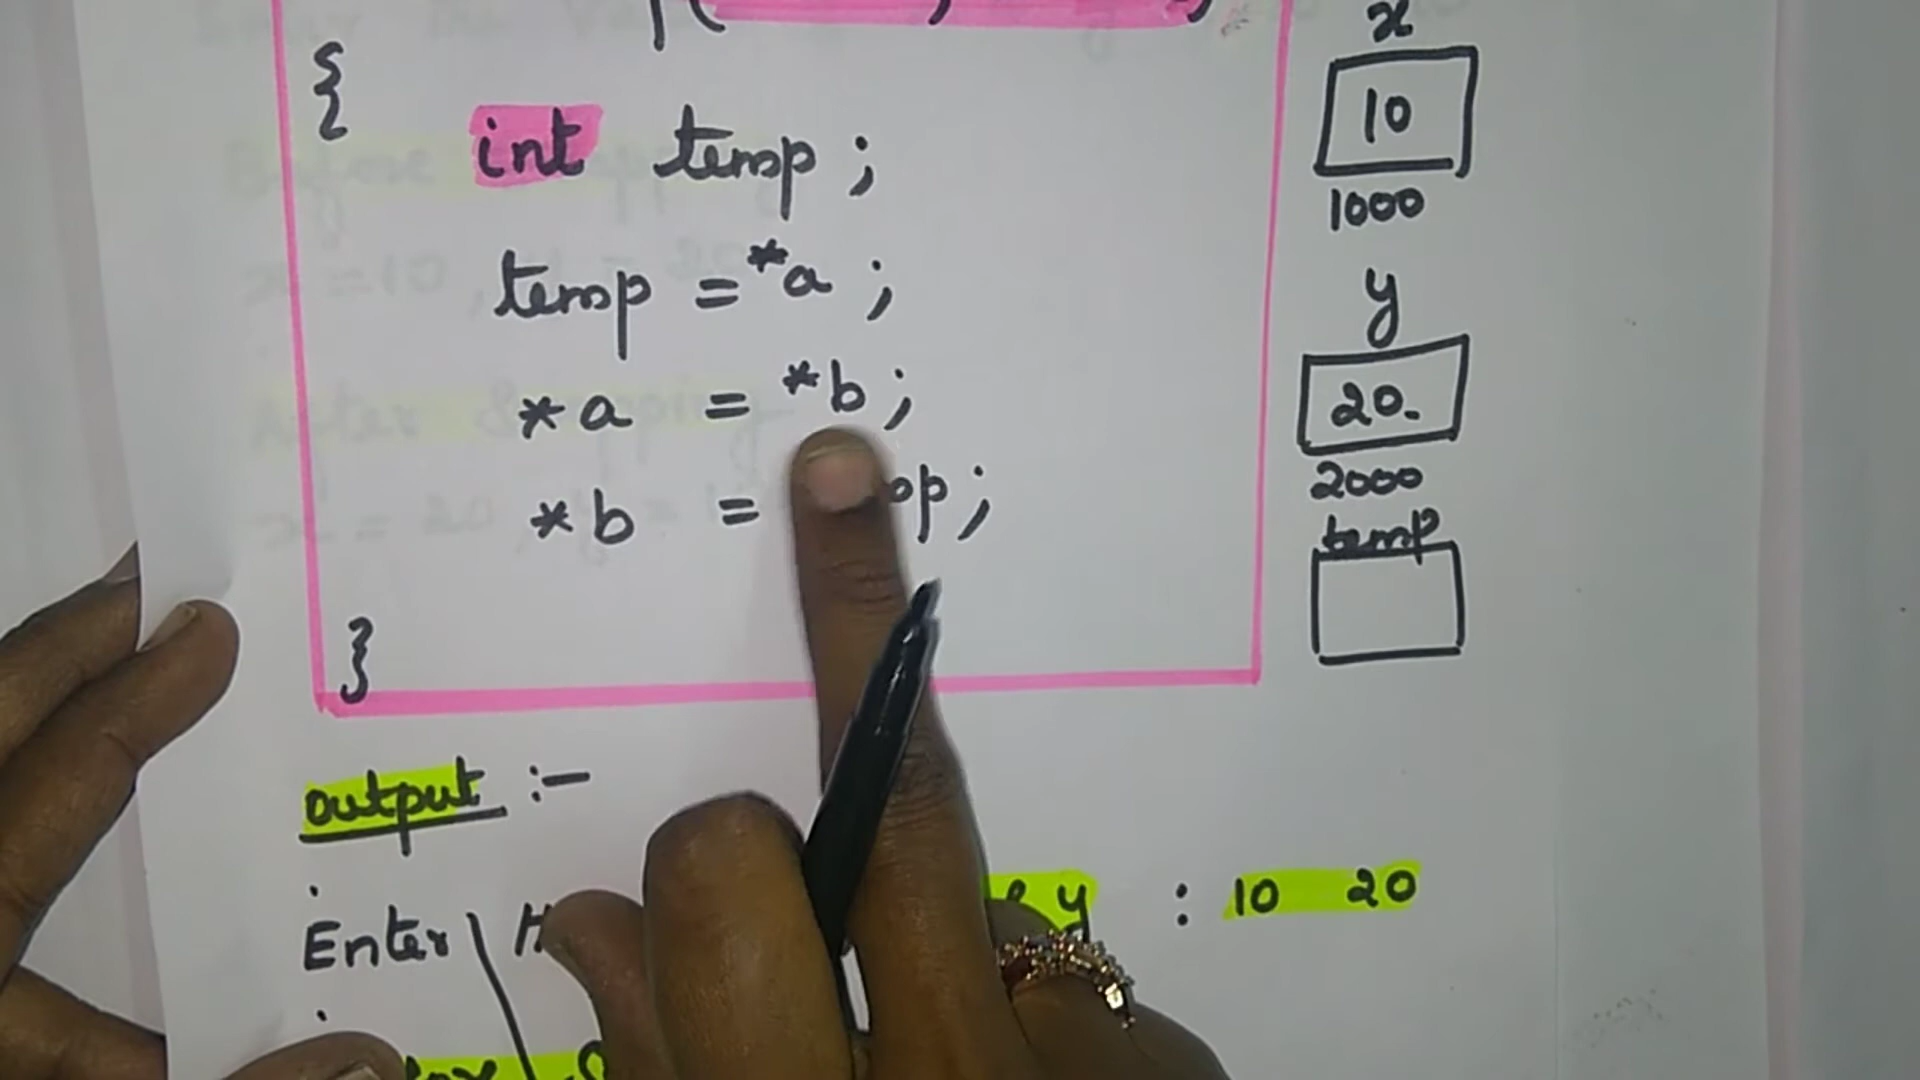 {
int temp ;
temp = *a ;
*a = *b ;
*b = ;
}
x
10
1000
y
20.
2000
temp
output :-
Enter y : 10 20